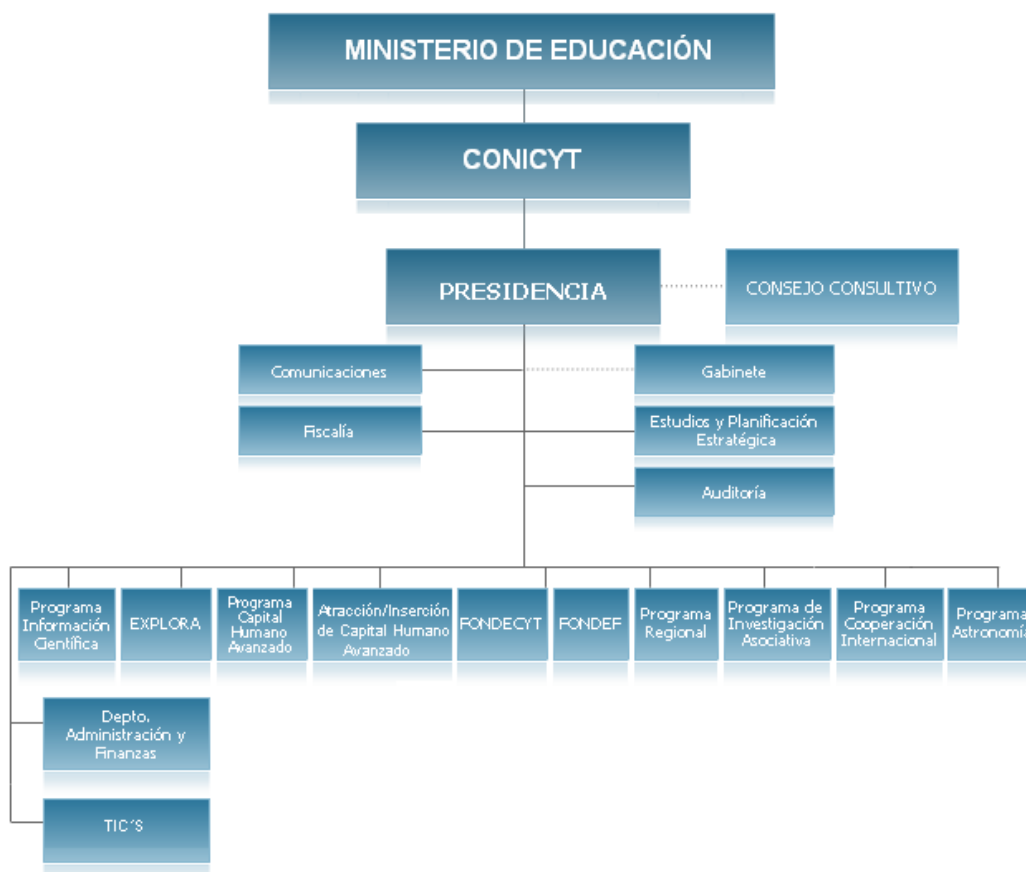 MINISTERIO DE EDUCACIÓN
CONICYT
PRESIDENCIA
CONSEJO CONSULTIVO
Comunicaciones
Gabinete
Fiscalía
Estudios y Planificación
Estratégica
Auditoría
Programa
Información
Científica
EXPLORA
Programa
Capital
Humano
Avanzado
Atracción/Inserción
de Capital Humano
Avanzado
FONDECYT
FONDEF
Programa
Regional
Programa de
Investigación
Asociativa
Programa
Cooperación
Internacional
Programa
Astronomía
Depto.
Administración y
Finanzas
TIC´S